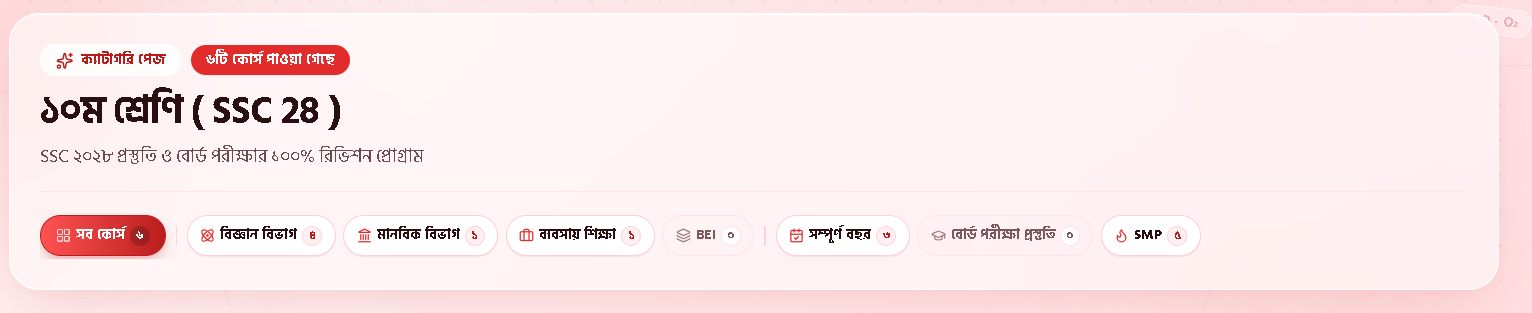 ক্যাটাগরি পেজ ৬টি কোর্স পাওয়া গেছে
১০ম শ্রেণি ( SSC 28 )
SSC ২০২৮ প্রস্তুতি ও বোর্ড পরীক্ষার ১০০% রিভিশন প্রোগ্রাম
সব কোর্স ৬ বিজ্ঞান বিভাগ ৪ মানবিক বিভাগ ১ ব্যবসায় শিক্ষা ১ BEI ০ সম্পূর্ণ বছর ৩ বোর্ড পরীক্ষা প্রস্তুতি ০ SMP ৫